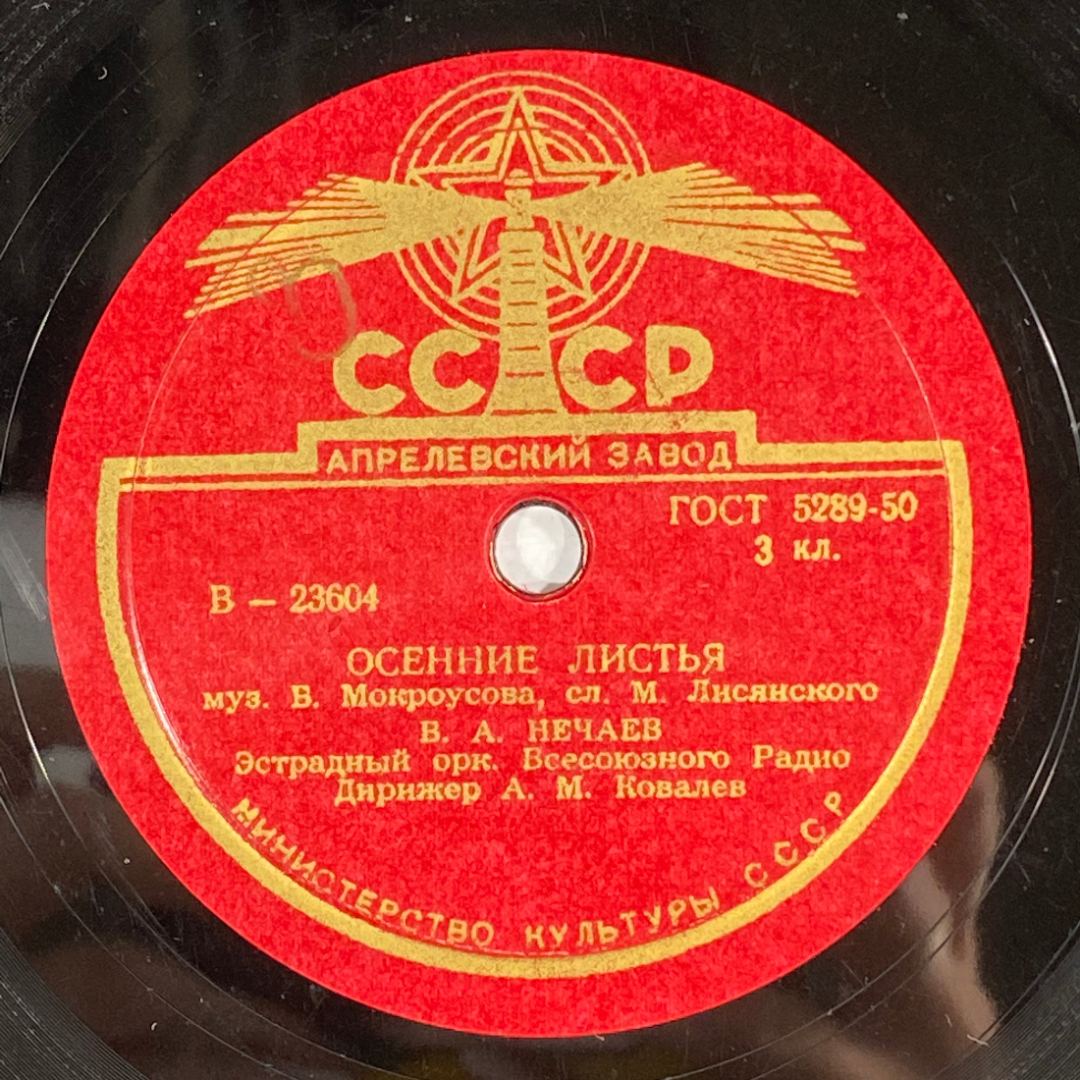 СССР
АПРЕЛЕВСКИЙ ЗАВОД
ГОСТ 5289-50
3 кл.
В — 23604
ОСЕННИЕ ЛИСТЬЯ
муз. В. Мокроусова, сл. М. Лисянского
В. А. НЕЧАЕВ
Эстрадный орк. Всесоюзного Радио
Дирижер А. М. Ковалев
МИНИСТЕРСТВО КУЛЬТУРЫ СССР